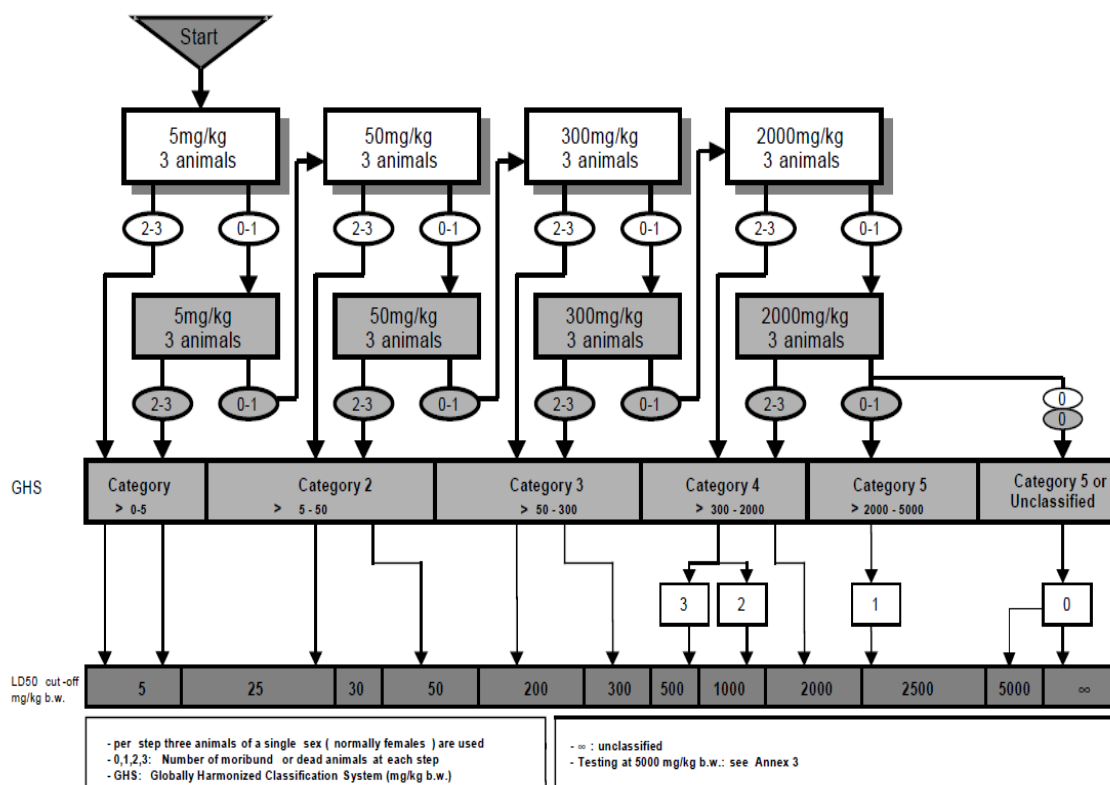 Start
5mg/kg
3 animals
50mg/kg
3 animals
300mg/kg
3 animals
2000mg/kg
3 animals
2-3 0-1 2-3 0-1 2-3 0-1 2-3 0-1
5mg/kg
3 animals
50mg/kg
3 animals
300mg/kg
3 animals
2000mg/kg
3 animals
2-3 0-1 2-3 0-1 2-3 0-1 2-3 0-1 0
0
GHS
Category
> 0-5
Category 2
> 5 - 50
Category 3
> 50 - 300
Category 4
> 300 - 2000
Category 5
> 2000 - 5000
Category 5 or
Unclassified
3 2 1 0
LD50 cut-off
mg/kg b.w.
5 25 30 50 200 300 500 1000 2000 2500 5000 ∞
- per step three animals of a single sex ( normally females ) are used
- 0,1,2,3: Number of moribund or dead animals at each step
- GHS: Globally Harmonized Classification System (mg/kg b.w.)
- ∞ : unclassified
- Testing at 5000 mg/kg b.w.: see Annex 3